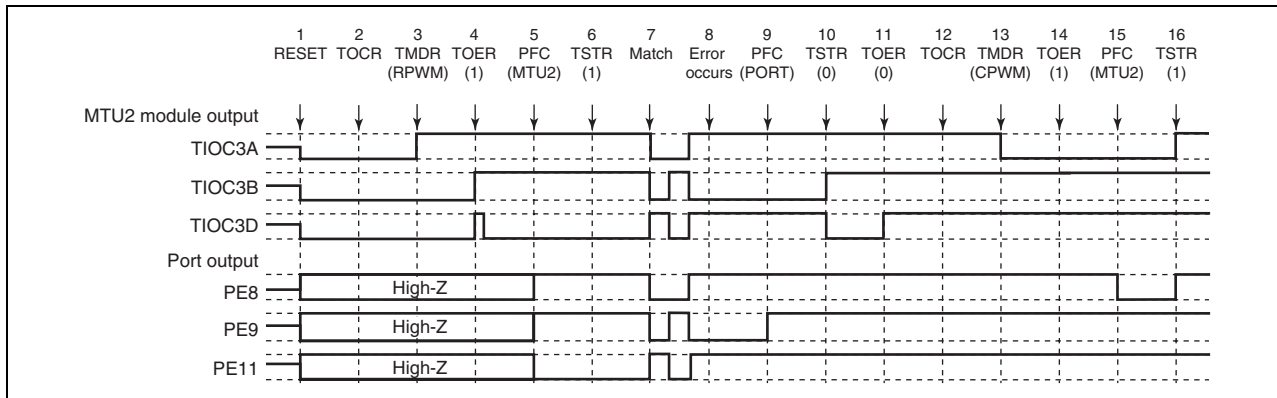 1 2 3 4 5 6 7 8 9 10 11 12 13 14 15 16
RESET TOCR TMDR TOER PFC TSTR Match Error PFC TSTR TOER TOCR TMDR TOER PFC TSTR
(RPWM) (1) (MTU2) (1) occurs (PORT) (0) (0) (CPWM) (1) (MTU2) (1)
MTU2 module output
TIOC3A
TIOC3B
TIOC3D
Port output
PE8 High-Z
PE9 High-Z
PE11 High-Z